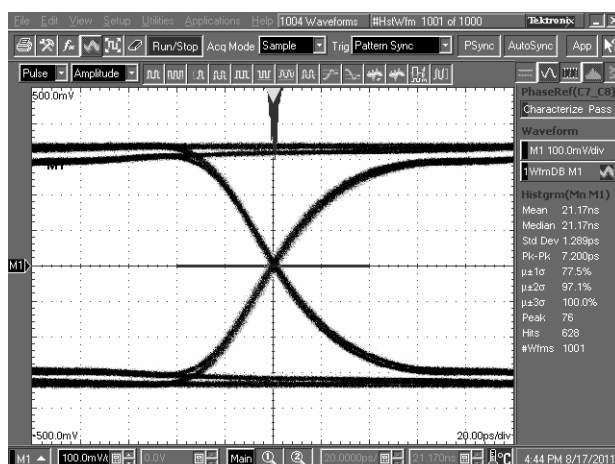 File Edit View Setup Utilities Applications Help 1004 Waveforms #HstWfm 1001 of 1000 Tektronix
Run/Stop Acq Mode Sample Trig Pattern Sync PSync AutoSync App
Pulse Amplitude
500.0mV
PhaseRef(C7_C8)
Characterize Pass
Waveform
M1 100.0mV/div
1WfmDB M1
Histgrm(Mn M1)
Mean 21.17ns
Median 21.17ns
Std Dev 1.289ps
Pk-Pk 7.200ps
µ±1σ 77.5%
µ±2σ 97.1%
µ±3σ 100.0%
Peak 76
Hits 628
#Wfms 1001
M1
M1
-500.0mV 20.00ps/div
M1 100.0mV/ 0.0V Main 1 2 20.0000ps/ 21.170ns °C 4:44 PM 8/17/2011